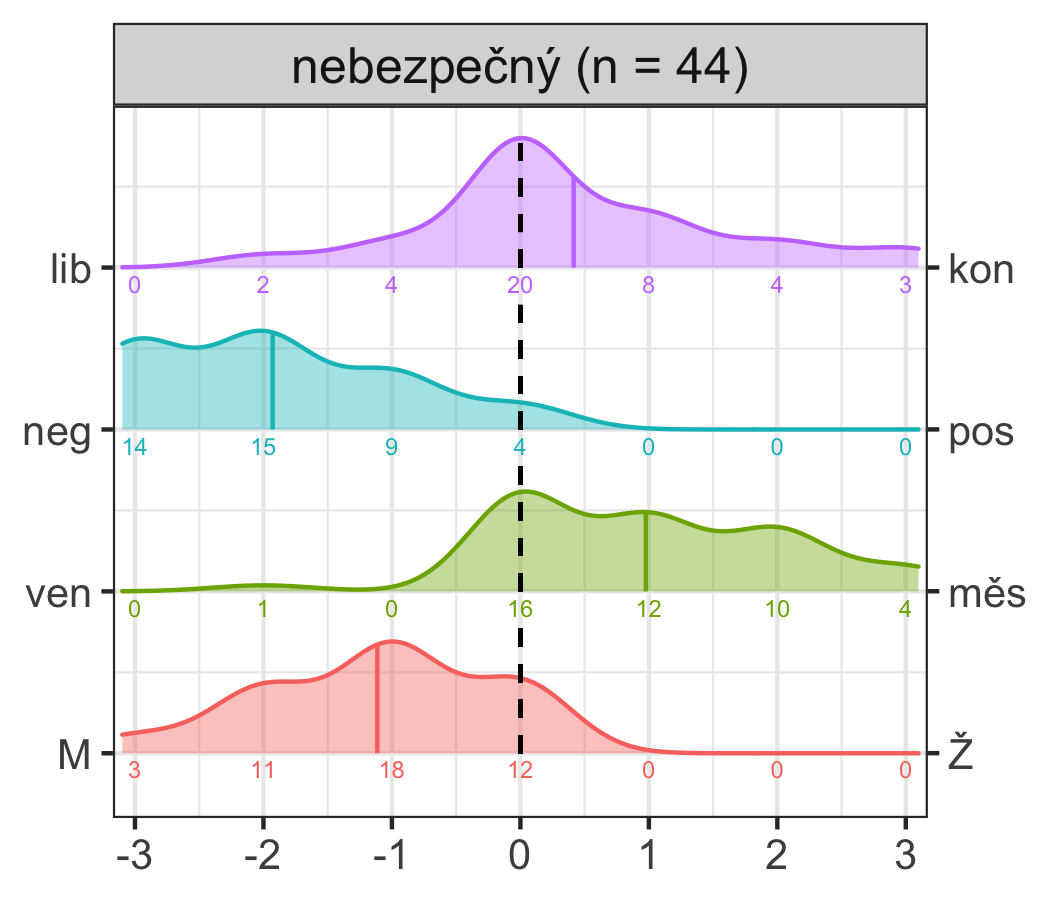 nebezpečný (n = 44)
lib kon
0 2 4 20 8 4 3
neg pos
14 15 9 4 0 0 0
ven měs
0 1 0 16 12 10 4
M Ž
3 11 18 12 0 0 0
-3 -2 -1 0 1 2 3